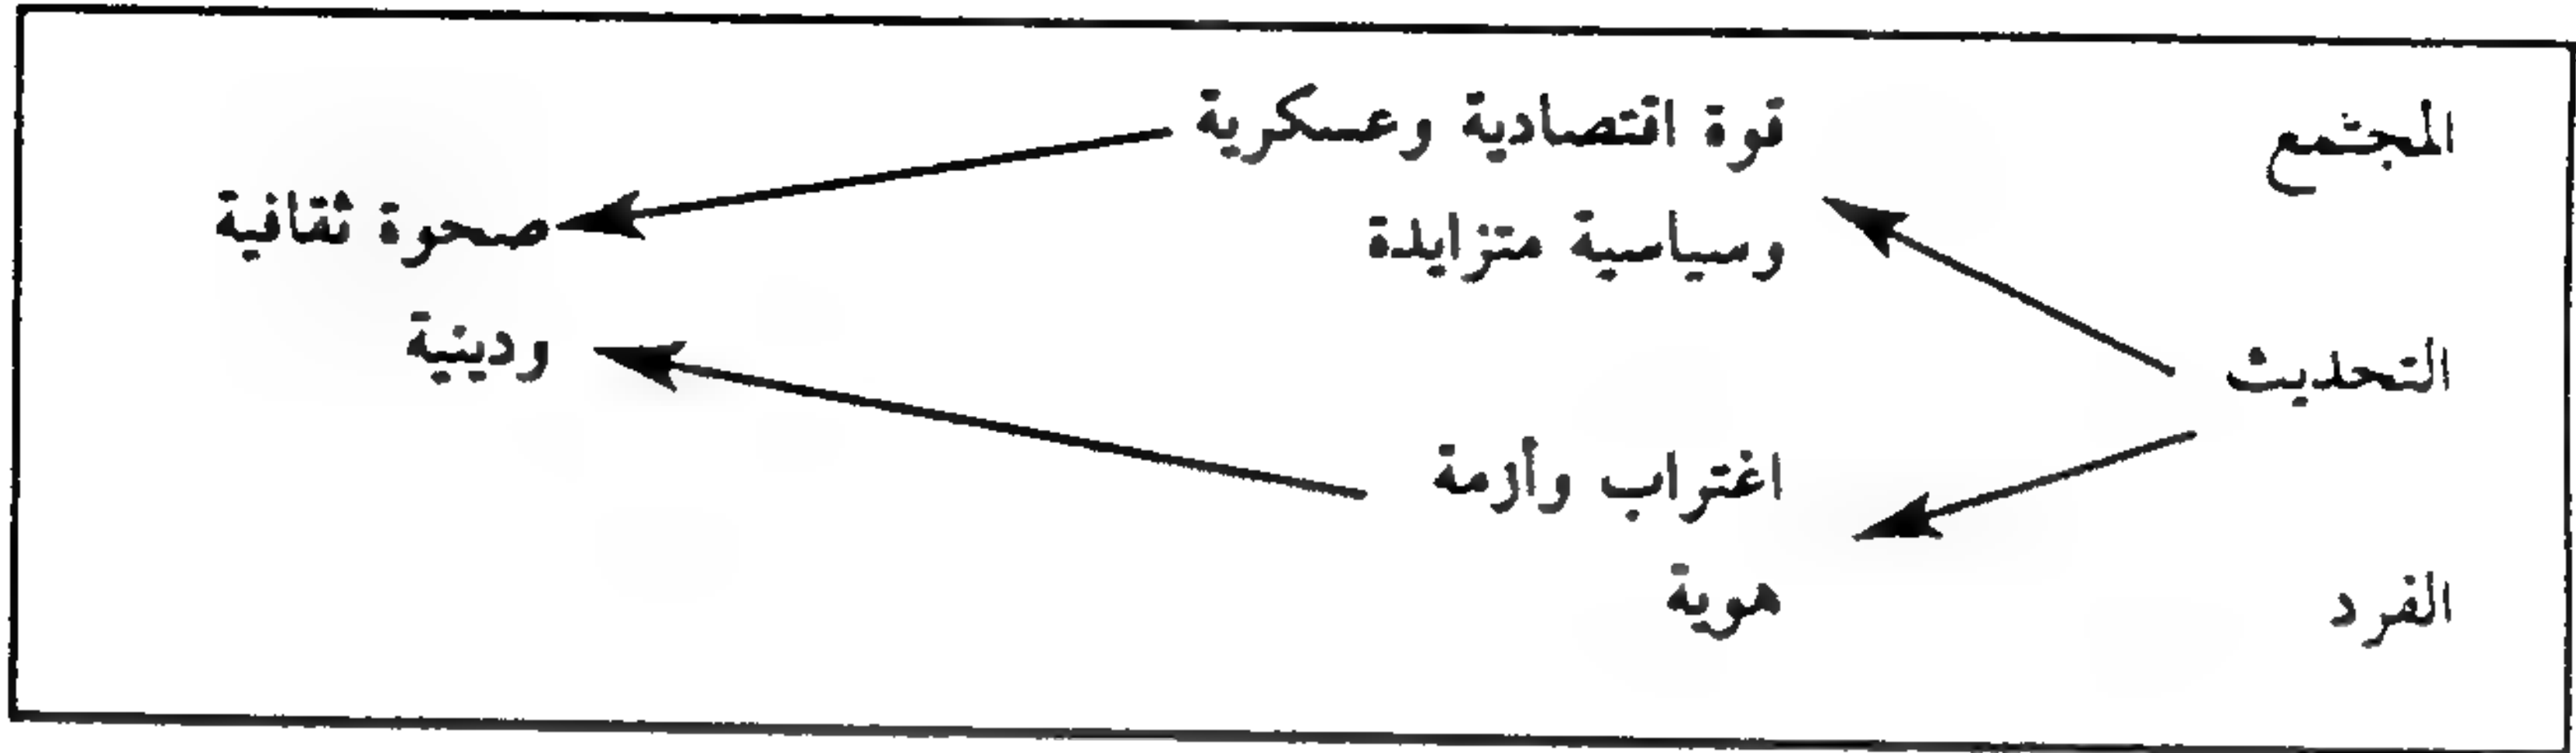 المجتمع
قوة اقتصادية وعسكرية
وسياسية متزايدة
صحوة ثقافية
ودينية
التحديث
اغتراب وأزمة
هوية
الفرد